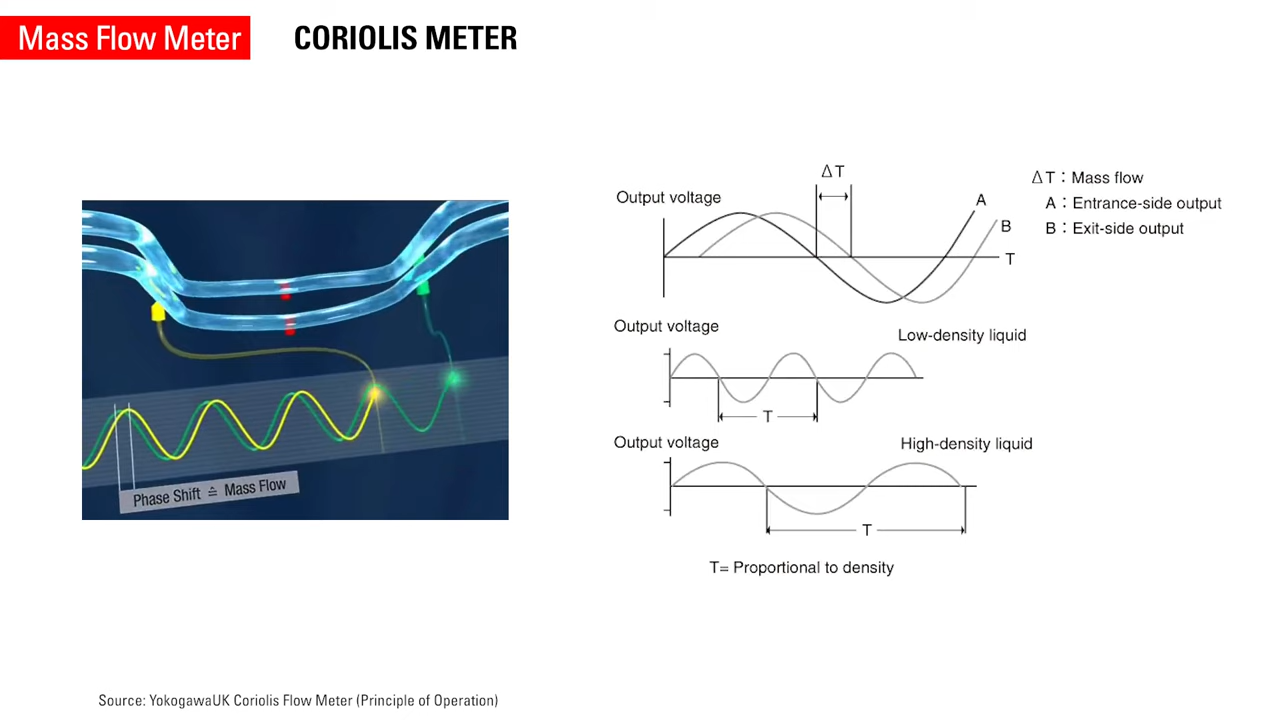 Mass Flow Meter
CORIOLIS METER
Phase Shift ≙ Mass Flow
Output voltage
ΔT
A
B
T
ΔT : Mass flow
A : Entrance-side output
B : Exit-side output
Output voltage
Low-density liquid
T
Output voltage
High-density liquid
T
T= Proportional to density
Source: YokogawaUK Coriolis Flow Meter (Principle of Operation)